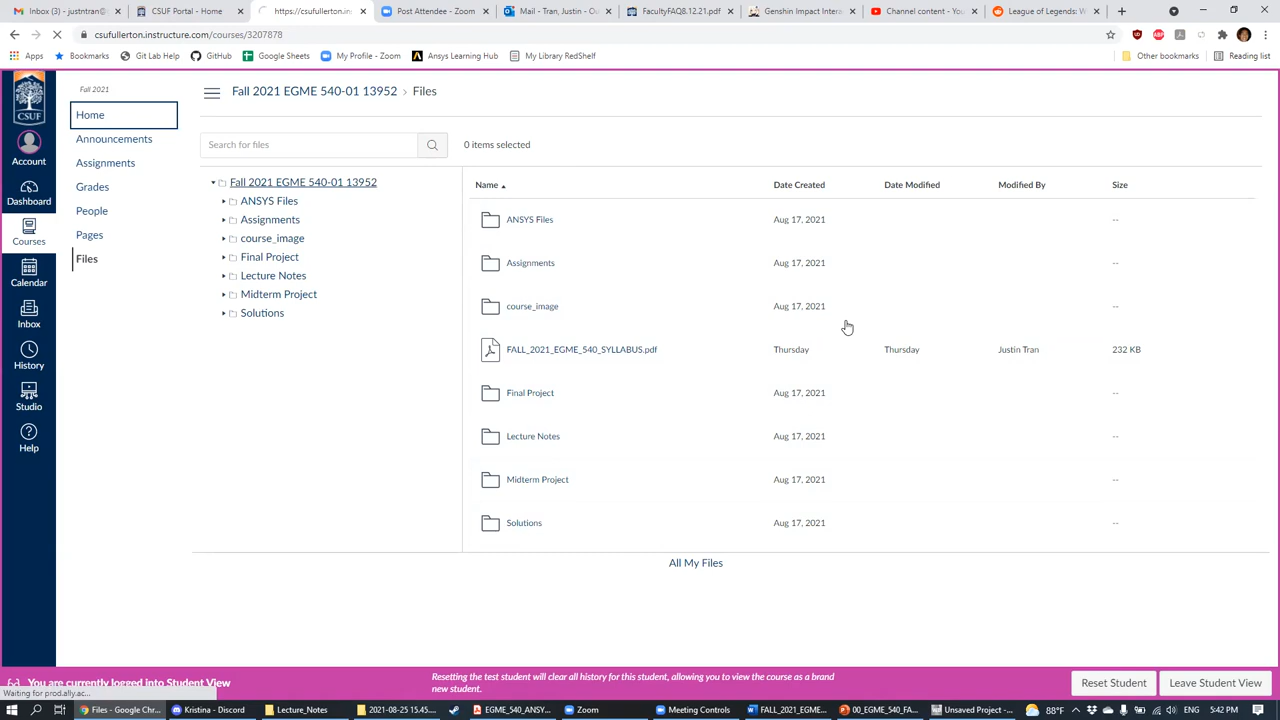 Inbox (3) - justintran@
CSUF Portal - Home
https://csufullerton.instructure.co
Post Attendee - Zoom
Mail - Tran, Justin - Ou
FacultyFAQ8.12.21.pdf
Genshin Impact Intera
Channel content - YouT
League of Legends: W
csufullerton.instructure.com/courses/3207878
Apps
Bookmarks
Git Lab Help
GitHub
Google Sheets
My Profile - Zoom
Ansys Learning Hub
My Library RedShelf
Other bookmarks
Reading list
CSUF
Account
Dashboard
Courses
Calendar
Inbox
History
Studio
Help
Fall 2021
Home
Announcements
Assignments
Grades
People
Pages
Files
Fall 2021 EGME 540-01 13952 › Files
Search for files
0 items selected
Fall 2021 EGME 540-01 13952
ANSYS Files
Assignments
course_image
Final Project
Lecture Notes
Midterm Project
Solutions
Name Date Created Date Modified Modified By Size
ANSYS Files Aug 17, 2021 --
Assignments Aug 17, 2021 --
course_image Aug 17, 2021 --
FALL_2021_EGME_540_SYLLABUS.pdf Thursday Thursday Justin Tran 232 KB
Final Project Aug 17, 2021 --
Lecture Notes Aug 17, 2021 --
Midterm Project Aug 17, 2021 --
Solutions Aug 17, 2021 --
All My Files
You are currently logged into Student View
Resetting the test student will clear all history for this student, allowing you to view the course as a brand
new student.
Reset Student
Leave Student View
Waiting for prod.ally.ac...
Files - Google Chr...
Kristina - Discord
Lecture_Notes
2021-08-25 15.45....
EGME_540_ANSY...
Zoom
Meeting Controls
FALL_2021_EGME...
00_EGME_540_FA...
Unsaved Project -...
88°F
ENG
5:42 PM